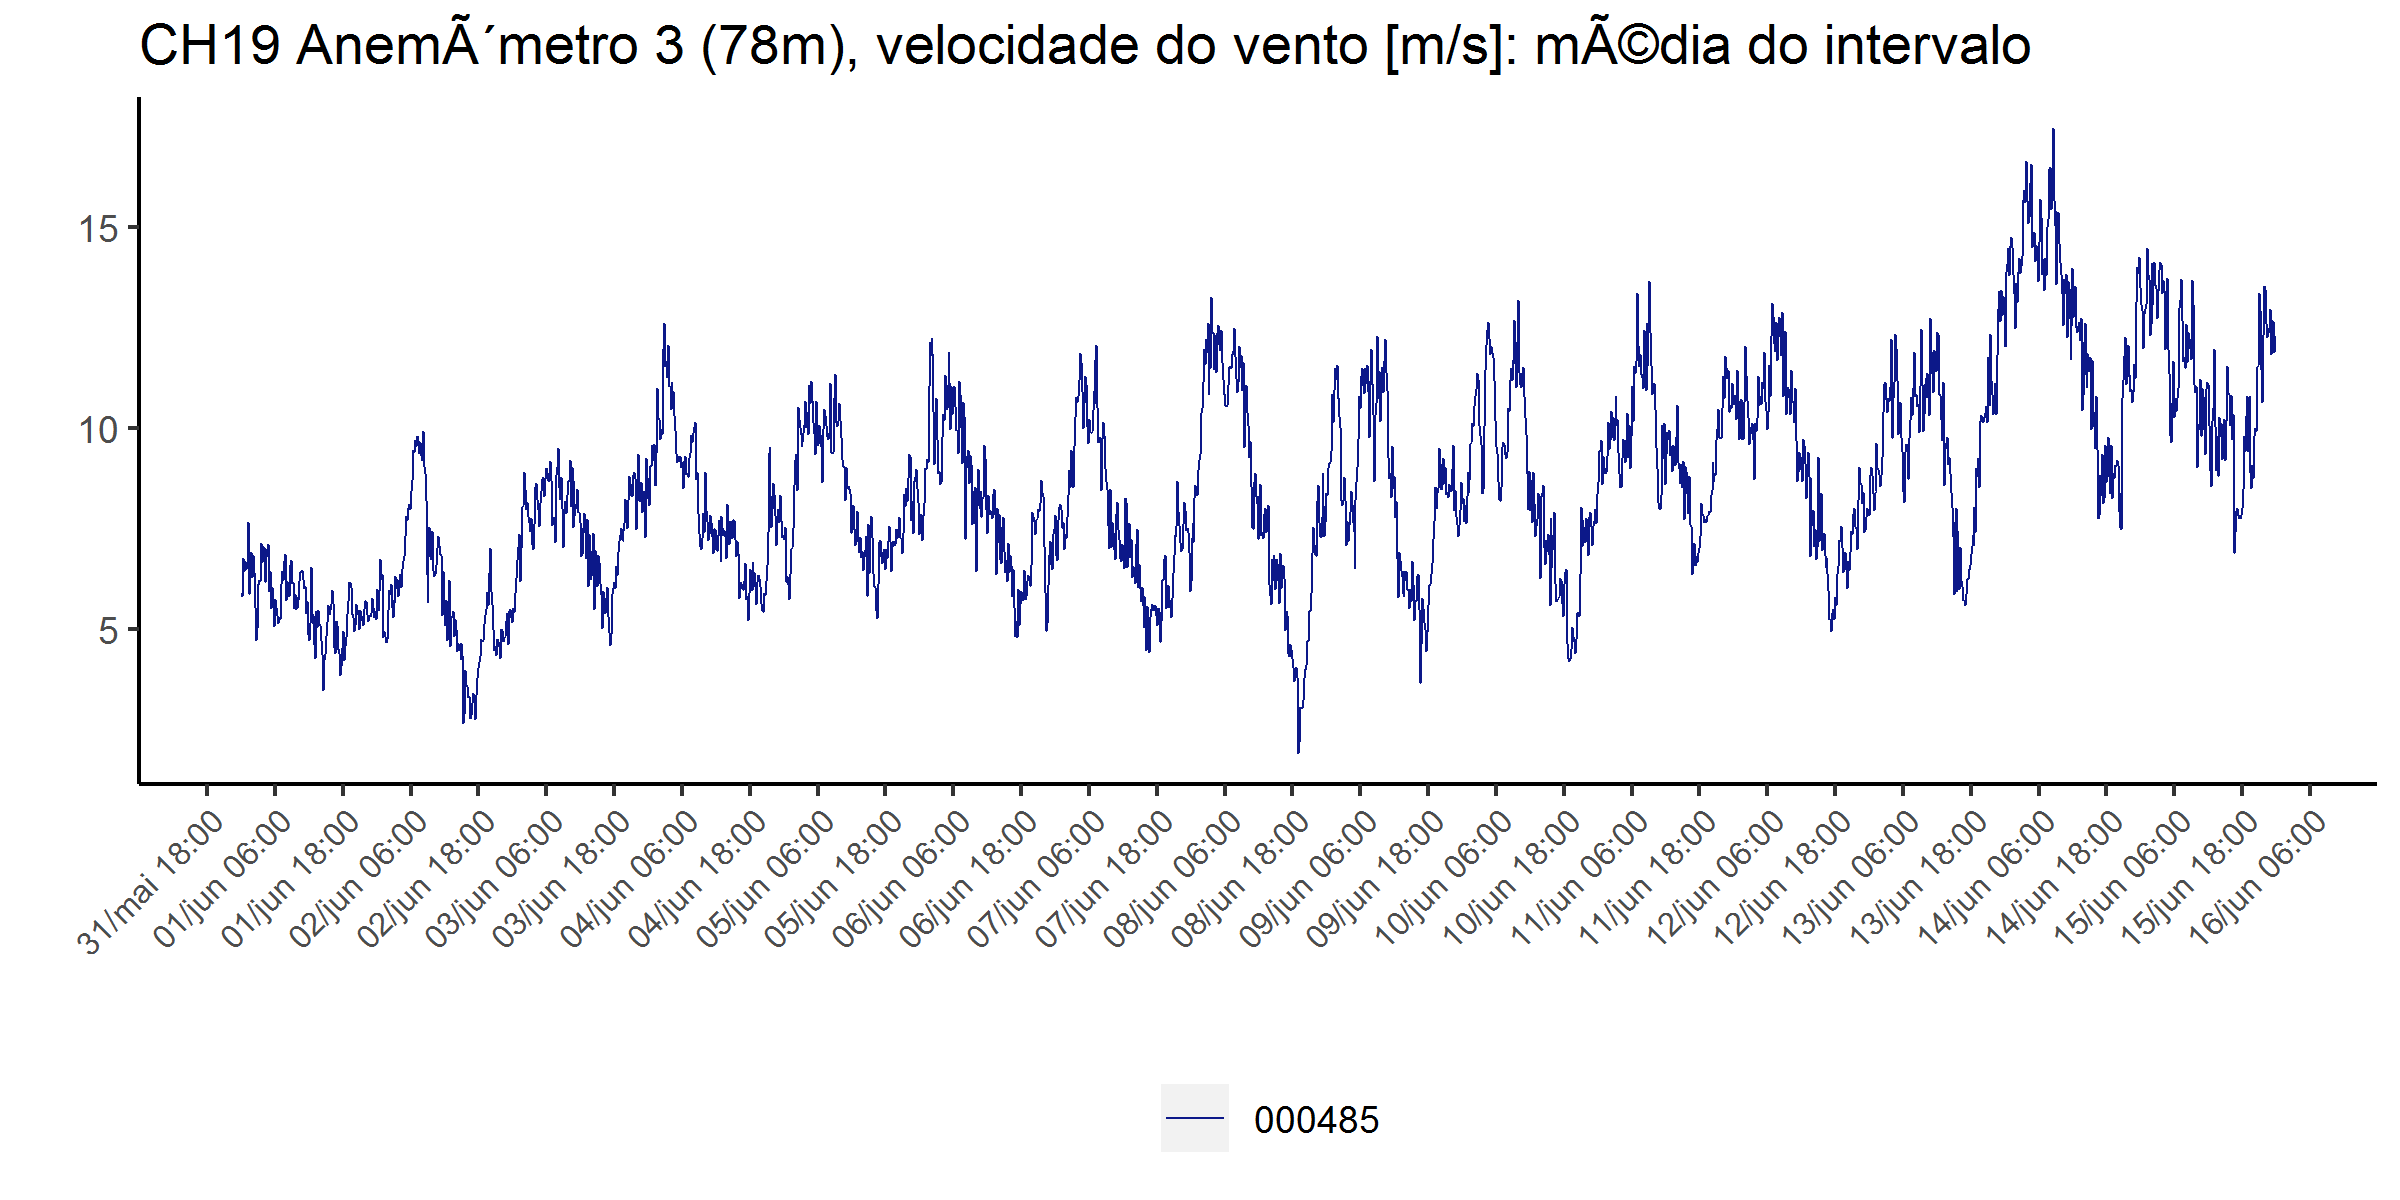 CH19 AnemÃ´metro 3 (78m), velocidade do vento [m/s]: mÃ©dia do intervalo
15
10
5
31/mai 18:00
01/jun 06:00
01/jun 18:00
02/jun 06:00
02/jun 18:00
03/jun 06:00
03/jun 18:00
04/jun 06:00
04/jun 18:00
05/jun 06:00
05/jun 18:00
06/jun 06:00
06/jun 18:00
07/jun 06:00
07/jun 18:00
08/jun 06:00
08/jun 18:00
09/jun 06:00
09/jun 18:00
10/jun 06:00
10/jun 18:00
11/jun 06:00
11/jun 18:00
12/jun 06:00
12/jun 18:00
13/jun 06:00
13/jun 18:00
14/jun 06:00
14/jun 18:00
15/jun 06:00
15/jun 18:00
16/jun 06:00
000485